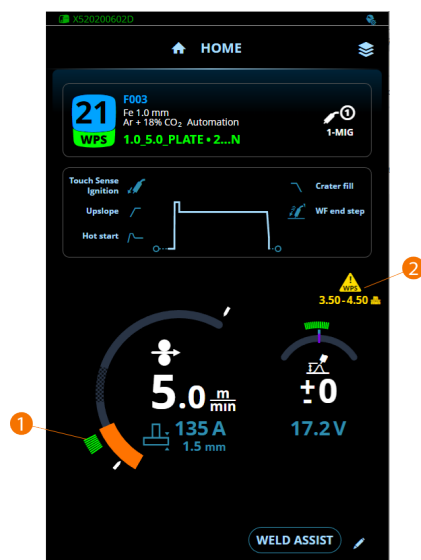 X520200602D
HOME
21
WPS
F003
Fe 1.0 mm
Ar + 18% CO₂ Automation
1.0_5.0_PLATE • 2...N
1
1-MIG
Touch Sense
Ignition
Upslope
Hot start
Crater fill
WF end step
2
WPS
3.50-4.50
5.0 m/min
135 A
1.5 mm
±0
17.2 V
1
WELD ASSIST